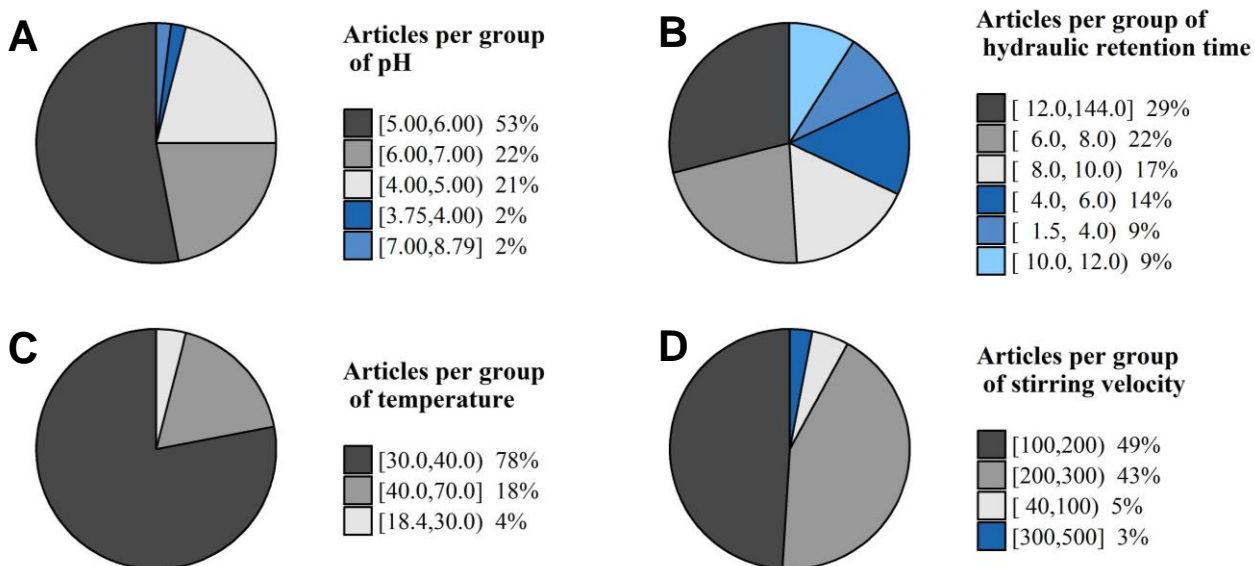 A
Articles per group
of pH
[5.00,6.00) 53%
[6.00,7.00) 22%
[4.00,5.00) 21%
[3.75,4.00) 2%
[7.00,8.79] 2%
B
Articles per group of
hydraulic retention time
[ 12.0,144.0] 29%
[ 6.0, 8.0) 22%
[ 8.0, 10.0) 17%
[ 4.0, 6.0) 14%
[ 1.5, 4.0) 9%
[ 10.0, 12.0) 9%
C
Articles per group
of temperature
[30.0,40.0) 78%
[40.0,70.0] 18%
[18.4,30.0) 4%
D
Articles per group
of stirring velocity
[100,200) 49%
[200,300) 43%
[ 40,100) 5%
[300,500] 3%